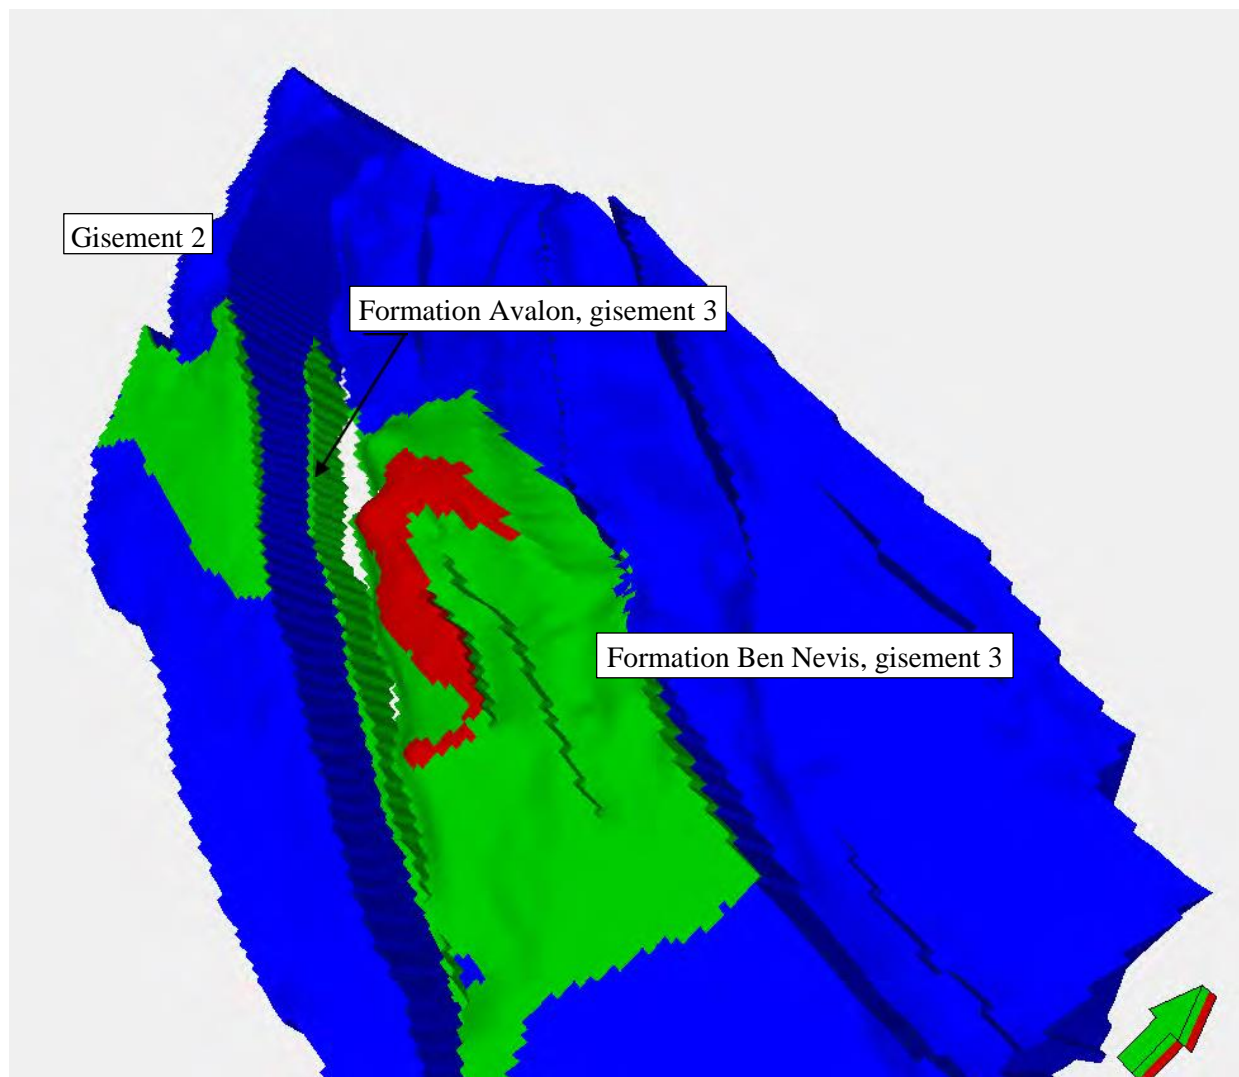 Gisement 2
Formation Avalon, gisement 3
Formation Ben Nevis, gisement 3